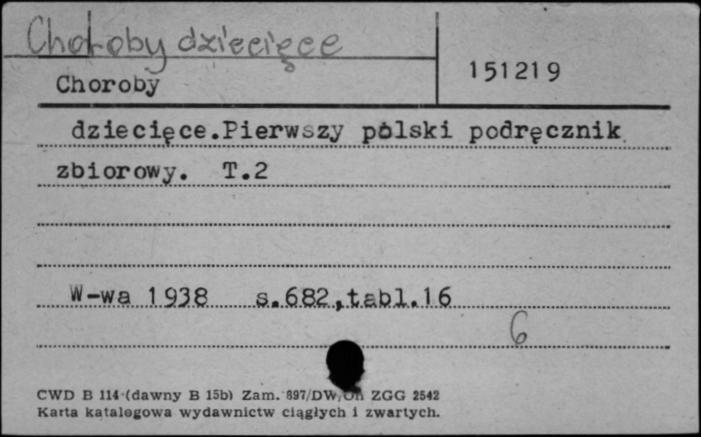 Choroby dziecięce
Choroby
151219
dziecięce.Pierwszy polski podręcznik
zbiorowy. T.2
W-wa 1938 s.682,tabl.16
6
CWD B 114 (dawny B 15b) Zam. 897/DW/Un ZGG 2542
Karta katalogowa wydawnictw ciągłych i zwartych.